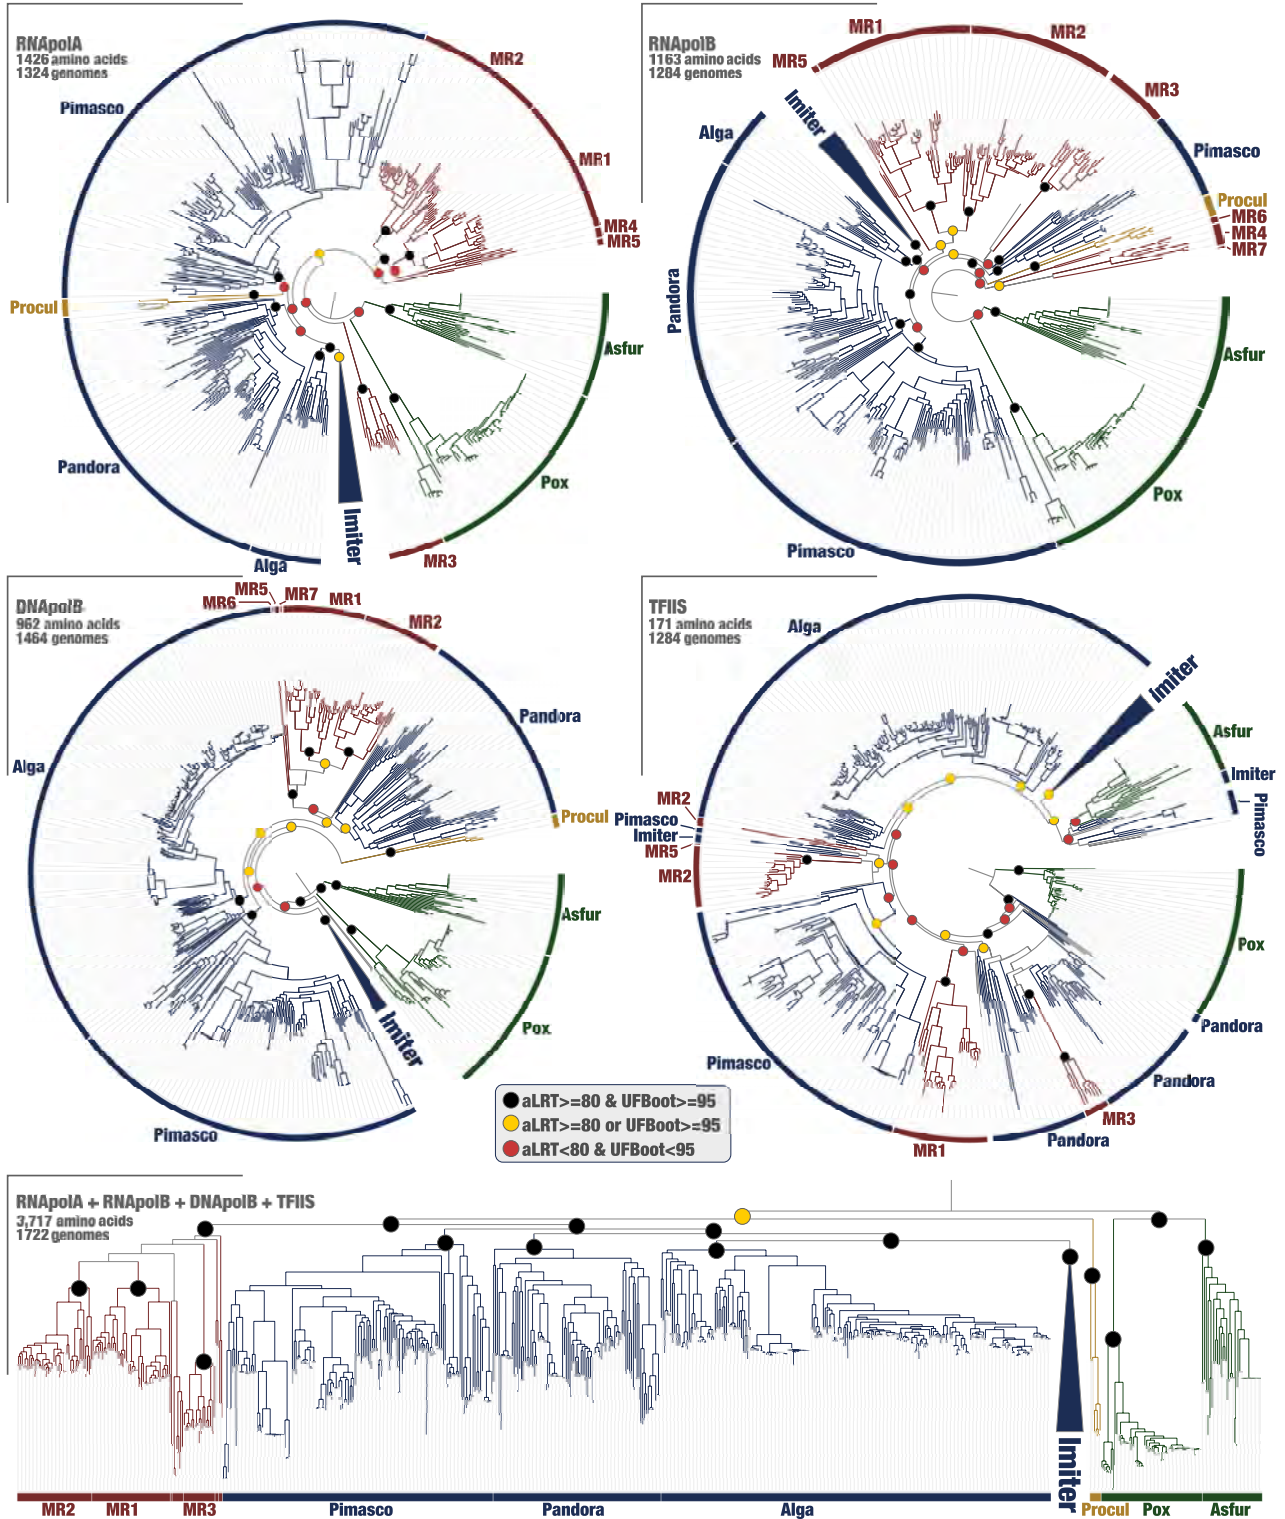 RNApolA
1426 amino acids
1324 genomes
Pimasco
MR2
MR1
MR4
MR5
Procul
Asfur
Pandora
Pox
Imiter
Alga
MR3
RNApolB
1163 amino acids
1284 genomes
MR1
MR2
MR5
MR3
Imiter
Alga
Pimasco
Procul
MR6
MR4
MR7
Pandora
Asfur
Pox
Pimasco
DNApolB
962 amino acids
1464 genomes
MR5
MR6
MR7
MR1
MR2
Pandora
Alga
Procul
Asfur
Imiter
Pox
Pimasco
TFIIS
171 amino acids
1284 genomes
Alga
Imiter
Asfur
Imiter
Pimasco
MR2
Pimasco
Imiter
MR5
MR2
Pox
Pandora
Pimasco
Pandora
MR3
Pandora
MR1
aLRT>=80 & UFBoot>=95
aLRT>=80 or UFBoot>=95
aLRT<80 & UFBoot<95
RNApolA + RNApolB + DNApolB + TFIIS
3,717 amino acids
1722 genomes
Imiter
MR2 MR1 MR3 Pimasco Pandora Alga Procul Pox Asfur